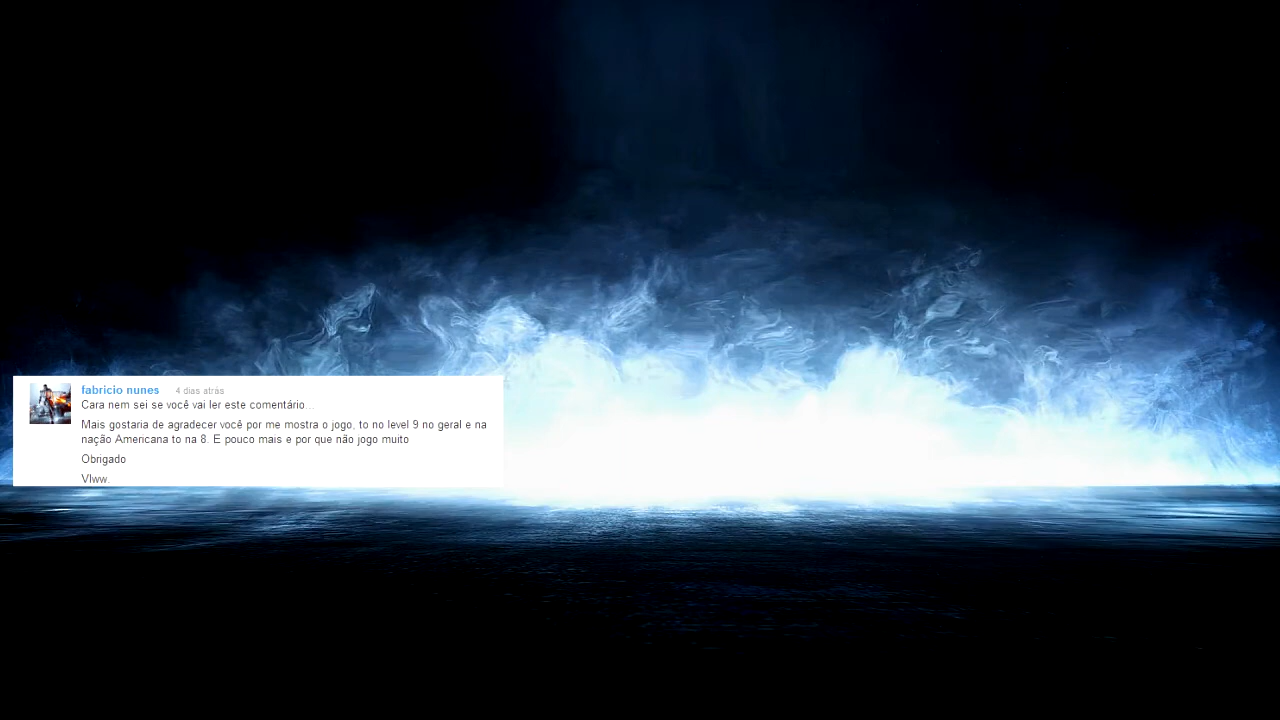 fabricio nunes 4 dias atrás
Cara nem sei se você vai ler este comentário...
Mais gostaria de agradecer você por me mostra o jogo, to no level 9 no geral e na
nação Americana to na 8. E pouco mais e por que não jogo muito
Obrigado
Vlww.